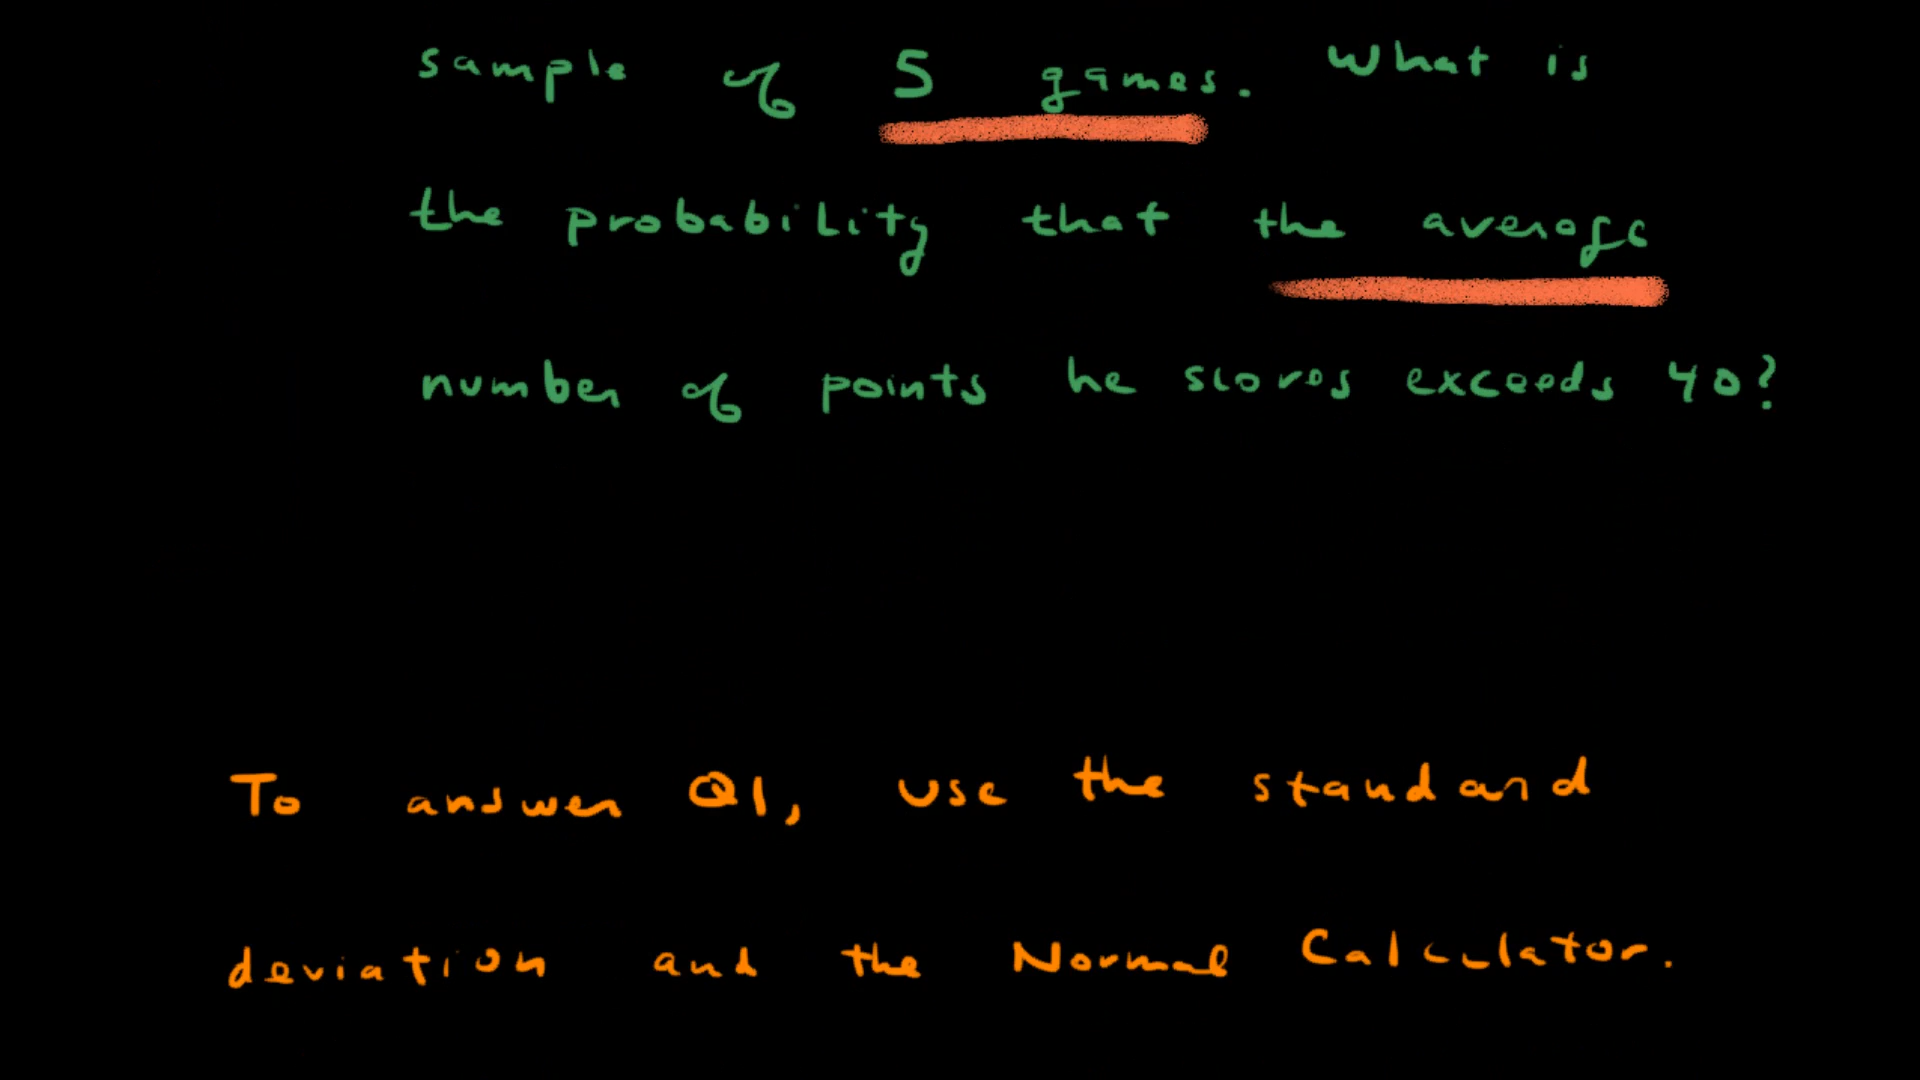 sample of 5 games. What is
the probability that the average
number of points he scores exceeds 40?
To answer Q1, use the standard
deviation and the Normal Calculator.